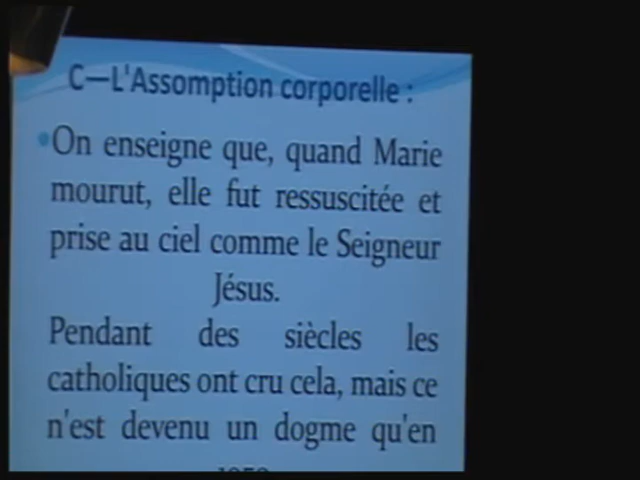 C—L'Assomption corporelle :
•On enseigne que, quand Marie
mourut, elle fut ressuscitée et
prise au ciel comme le Seigneur
Jésus.
Pendant des siècles les
catholiques ont cru cela, mais ce
n'est devenu un dogme qu'en